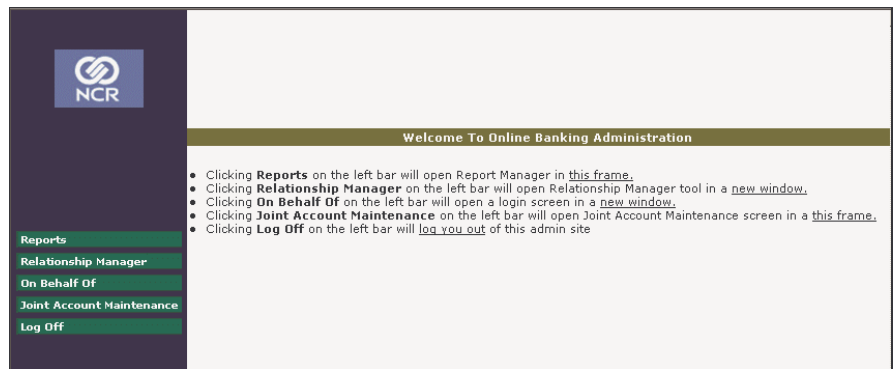 NCR
Welcome To Online Banking Administration
• Clicking Reports on the left bar will open Report Manager in this frame.
• Clicking Relationship Manager on the left bar will open Relationship Manager tool in a new window.
• Clicking On Behalf Of on the left bar will open a login screen in a new window.
• Clicking Joint Account Maintenance on the left bar will open Joint Account Maintenance screen in a this frame.
• Clicking Log Off on the left bar will log you out of this admin site
Reports
Relationship Manager
On Behalf Of
Joint Account Maintenance
Log Off